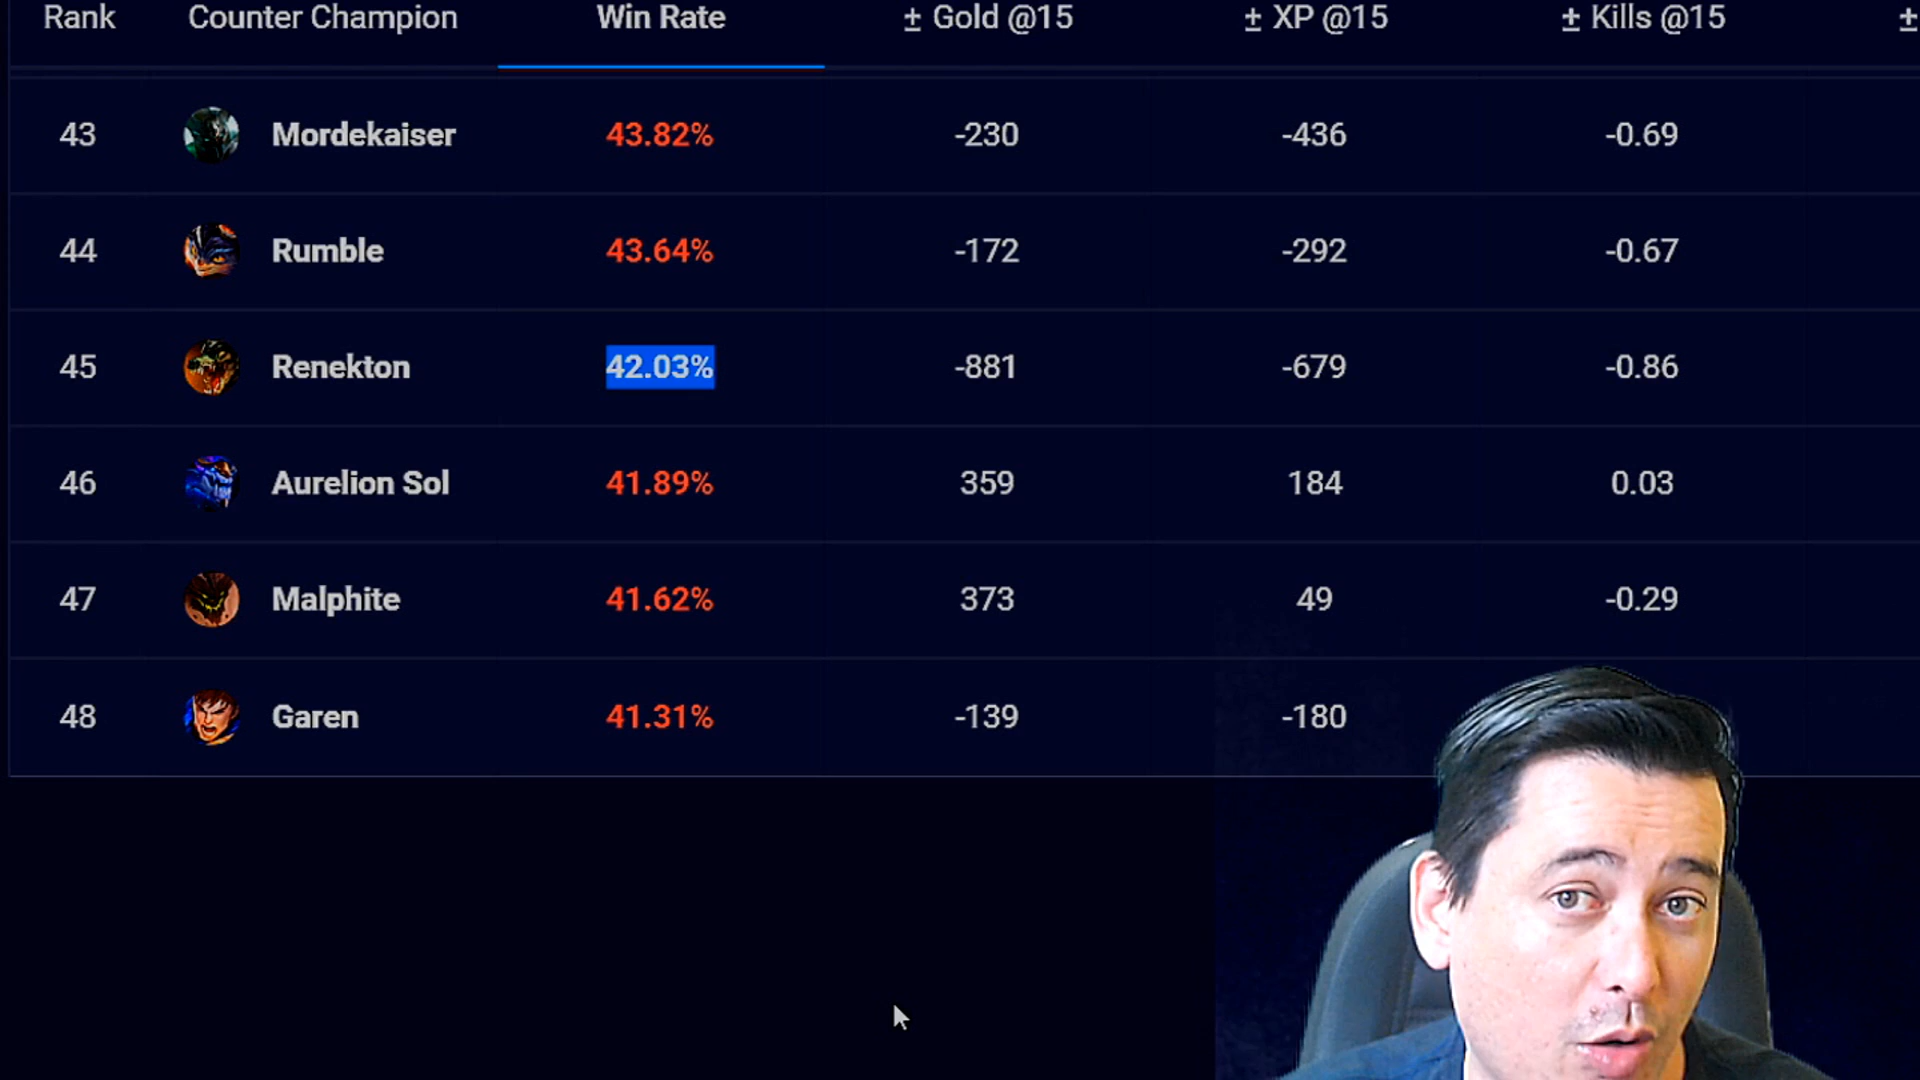 Rank Counter Champion Win Rate ± Gold @15 ± XP @15 ± Kills @15 ±
43 Mordekaiser 43.82% -230 -436 -0.69
44 Rumble 43.64% -172 -292 -0.67
45 Renekton 42.03% -881 -679 -0.86
46 Aurelion Sol 41.89% 359 184 0.03
47 Malphite 41.62% 373 49 -0.29
48 Garen 41.31% -139 -180